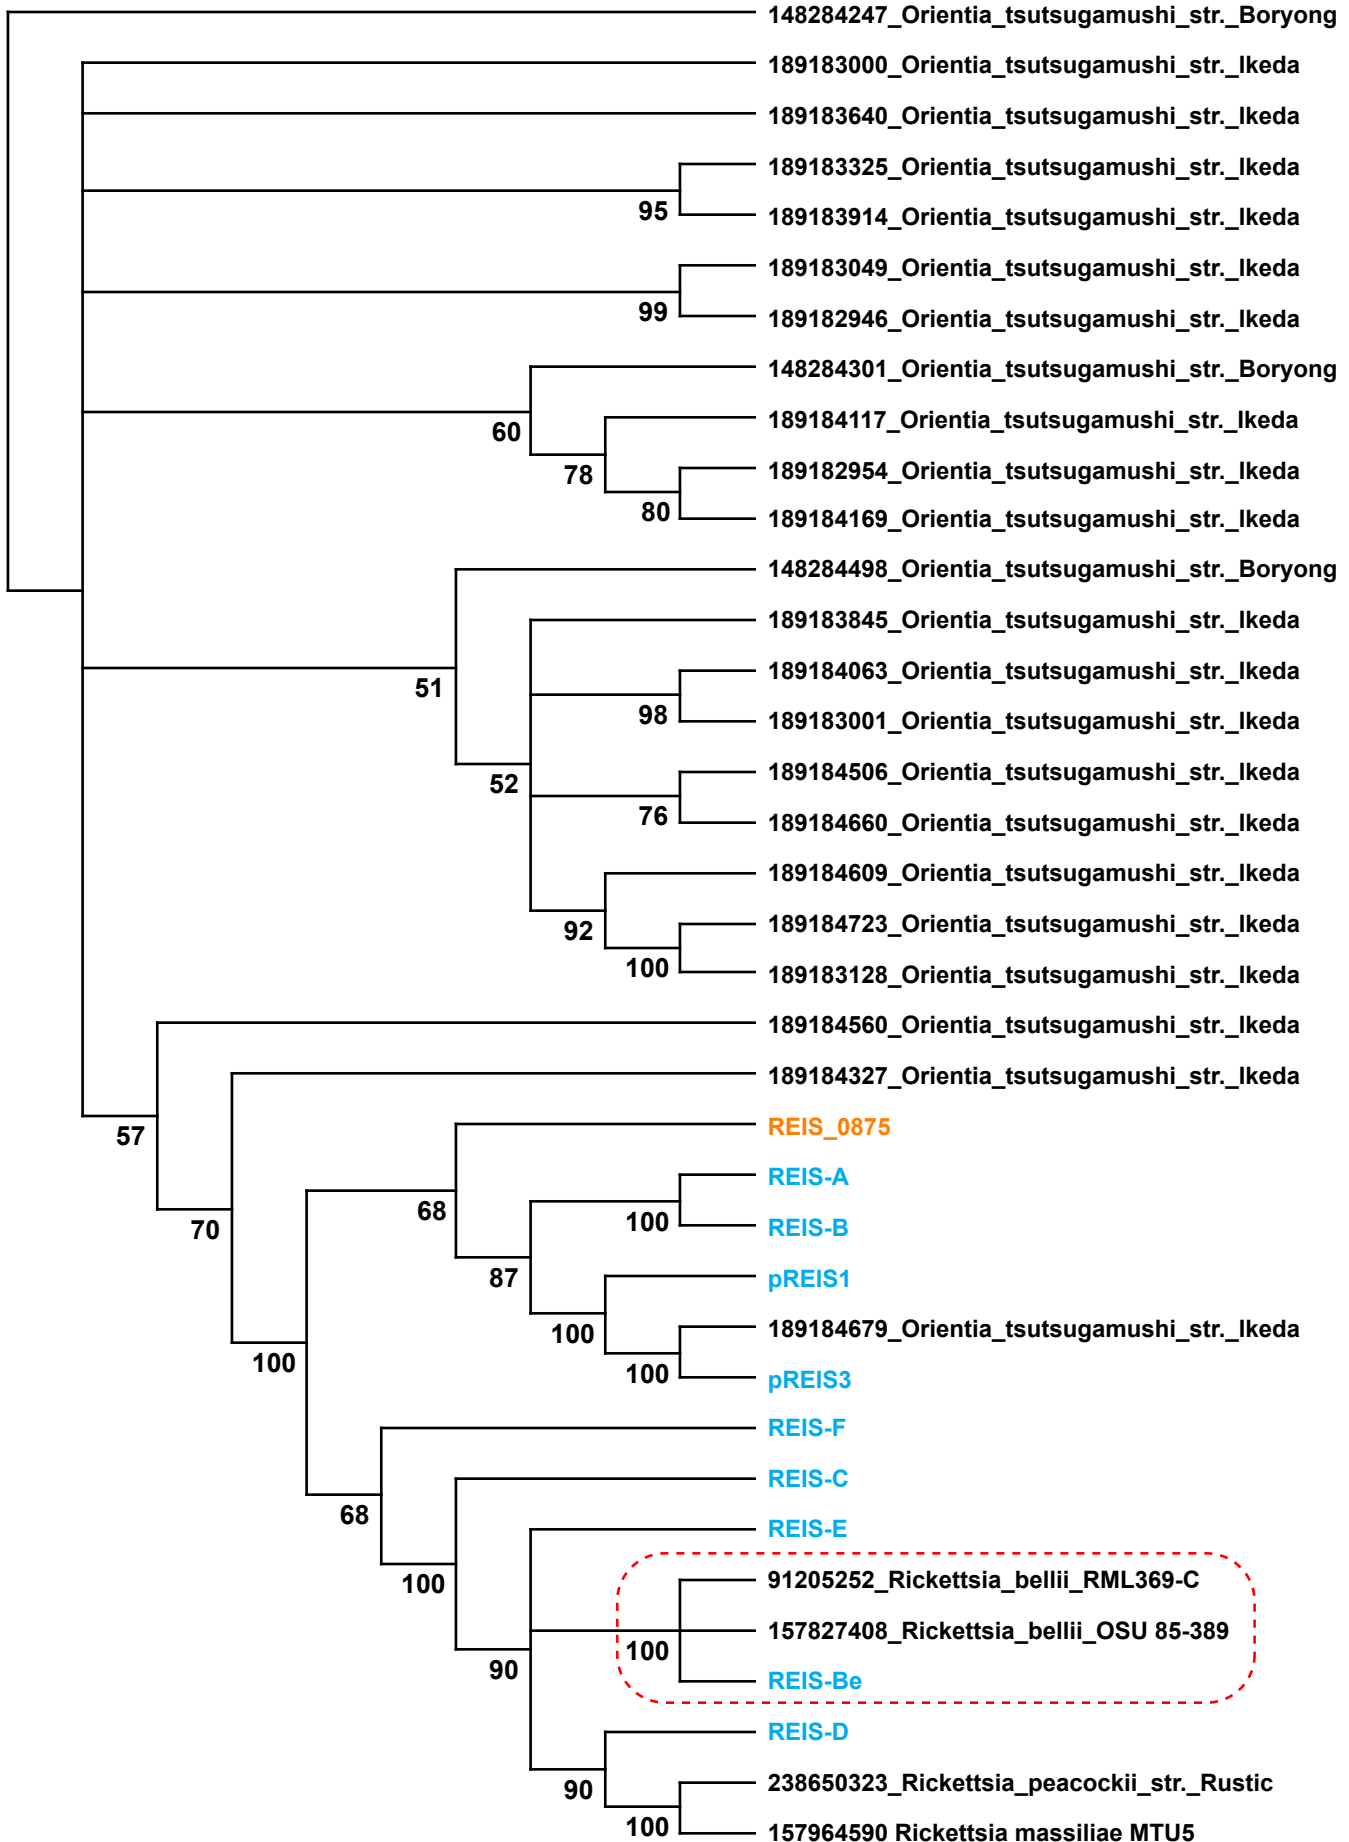 148284247_Orientia_tsutsugamushi_str._Boryong
189183000_Orientia_tsutsugamushi_str._Ikeda
189183640_Orientia_tsutsugamushi_str._Ikeda
189183325_Orientia_tsutsugamushi_str._Ikeda
95
189183914_Orientia_tsutsugamushi_str._Ikeda
189183049_Orientia_tsutsugamushi_str._Ikeda
99
189182946_Orientia_tsutsugamushi_str._Ikeda
148284301_Orientia_tsutsugamushi_str._Boryong
189184117_Orientia_tsutsugamushi_str._Ikeda
60
189182954_Orientia_tsutsugamushi_str._Ikeda
78
80
189184169_Orientia_tsutsugamushi_str._Ikeda
148284498_Orientia_tsutsugamushi_str._Boryong
189183845_Orientia_tsutsugamushi_str._Ikeda
189184063_Orientia_tsutsugamushi_str._Ikeda
51
98
189183001_Orientia_tsutsugamushi_str._Ikeda
189184506_Orientia_tsutsugamushi_str._Ikeda
52
76
189184660_Orientia_tsutsugamushi_str._Ikeda
189184609_Orientia_tsutsugamushi_str._Ikeda
189184723_Orientia_tsutsugamushi_str._Ikeda
92
100
189183128_Orientia_tsutsugamushi_str._Ikeda
189184560_Orientia_tsutsugamushi_str._Ikeda
189184327_Orientia_tsutsugamushi_str._Ikeda
REIS_0875
57
REIS-A
68
100
REIS-B
70
87
pREIS1
189184679_Orientia_tsutsugamushi_str._Ikeda
100
100
100
pREIS3
REIS-F
REIS-C
68
REIS-E
91205252_Rickettsia_bellii_RML369-C
100
157827408_Rickettsia_bellii_OSU 85-389
100
90
REIS-Be
REIS-D
238650323_Rickettsia_peacockii_str._Rustic
90
100
157964590 Rickettsia massiliae MTU5